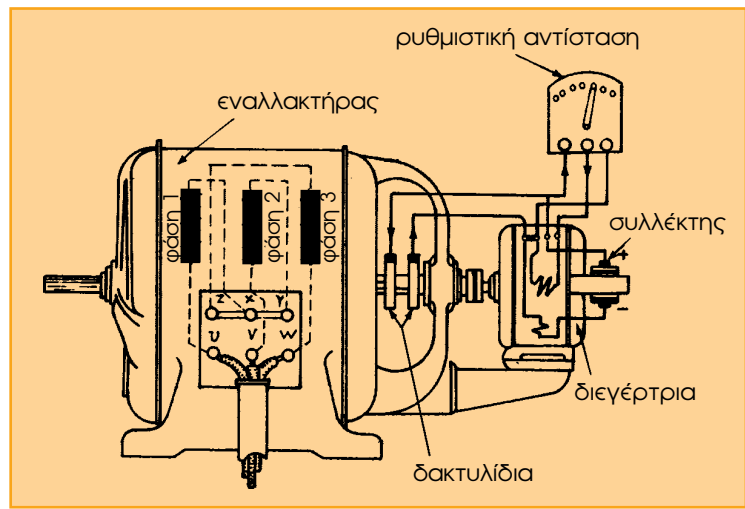 ρυθμιστική αντίσταση
εναλλακτήρας
φάση 1
φάση 2
φάση 3
συλλέκτης
+
−
Z X Y
U V W
διεγέρτρια
δακτυλίδια